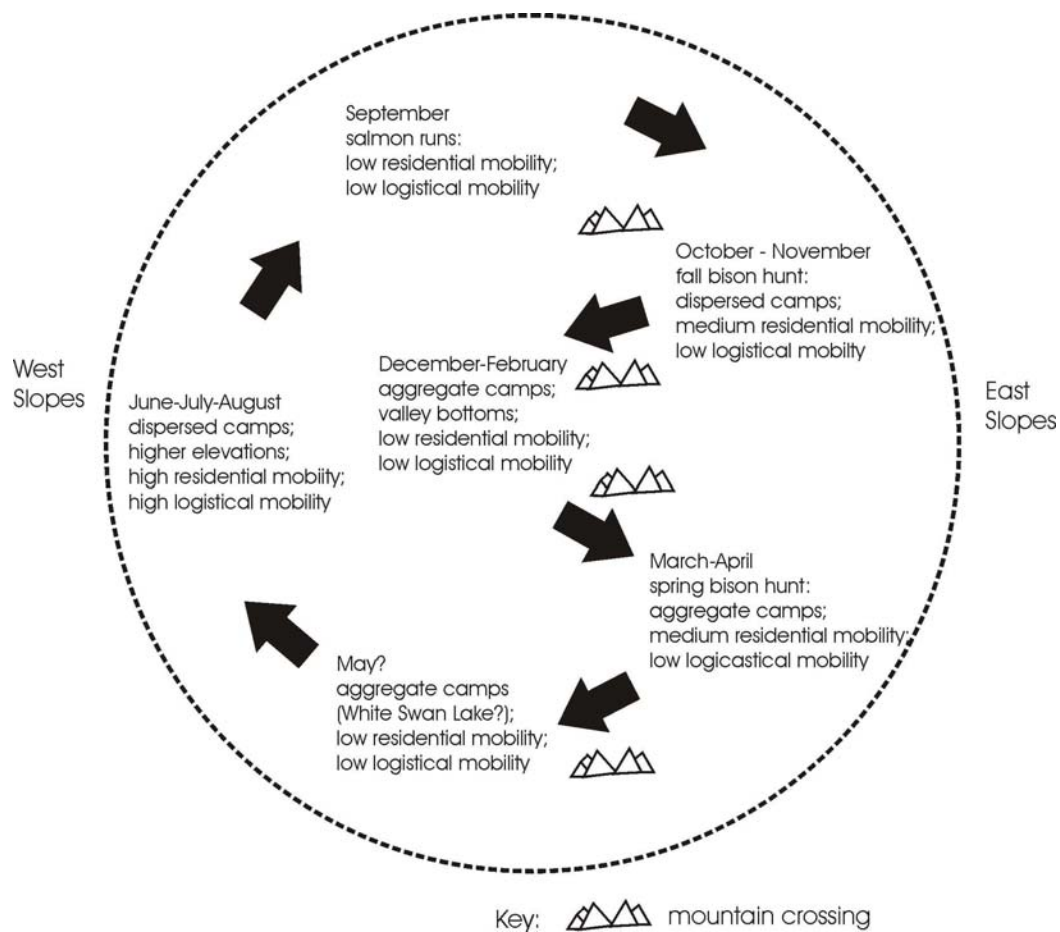 September
salmon runs:
low residential mobility;
low logistical mobility
October - November
fall bison hunt:
dispersed camps;
medium residential mobility;
low logistical mobilty
West
Slopes
December-February
aggregate camps;
valley bottoms;
low residential mobility;
low logistical mobility
East
Slopes
June-July-August
dispersed camps;
higher elevations;
high residential mobiity;
high logistical mobility
March-April
spring bison hunt:
aggregate camps;
medium residential mobility;
low logicastical mobility
May?
aggregate camps
(White Swan Lake?);
low residential mobility;
low logistical mobility
Key: mountain crossing